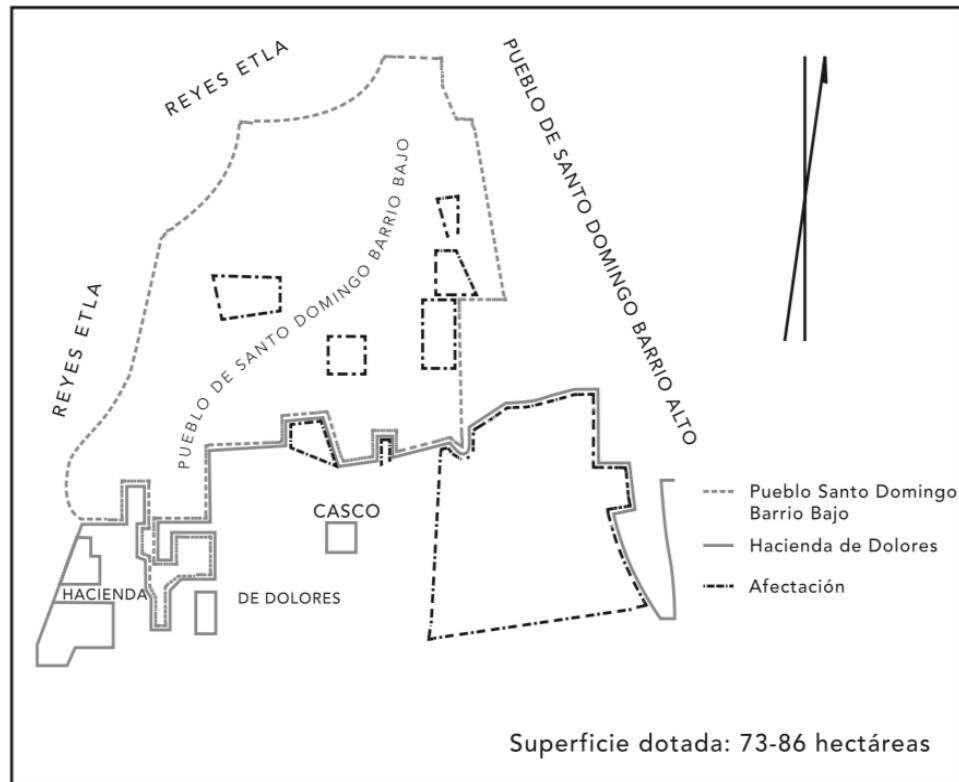 REYES ETLA
PUEBLO DE SANTO DOMINGO BARRIO ALTO
PUEBLO DE SANTO DOMINGO BARRIO BAJO
REYES ETLA
CASCO
HACIENDA
DE DOLORES
Pueblo Santo Domingo
Barrio Bajo
Hacienda de Dolores
Afectación
Superficie dotada: 73-86 hectáreas